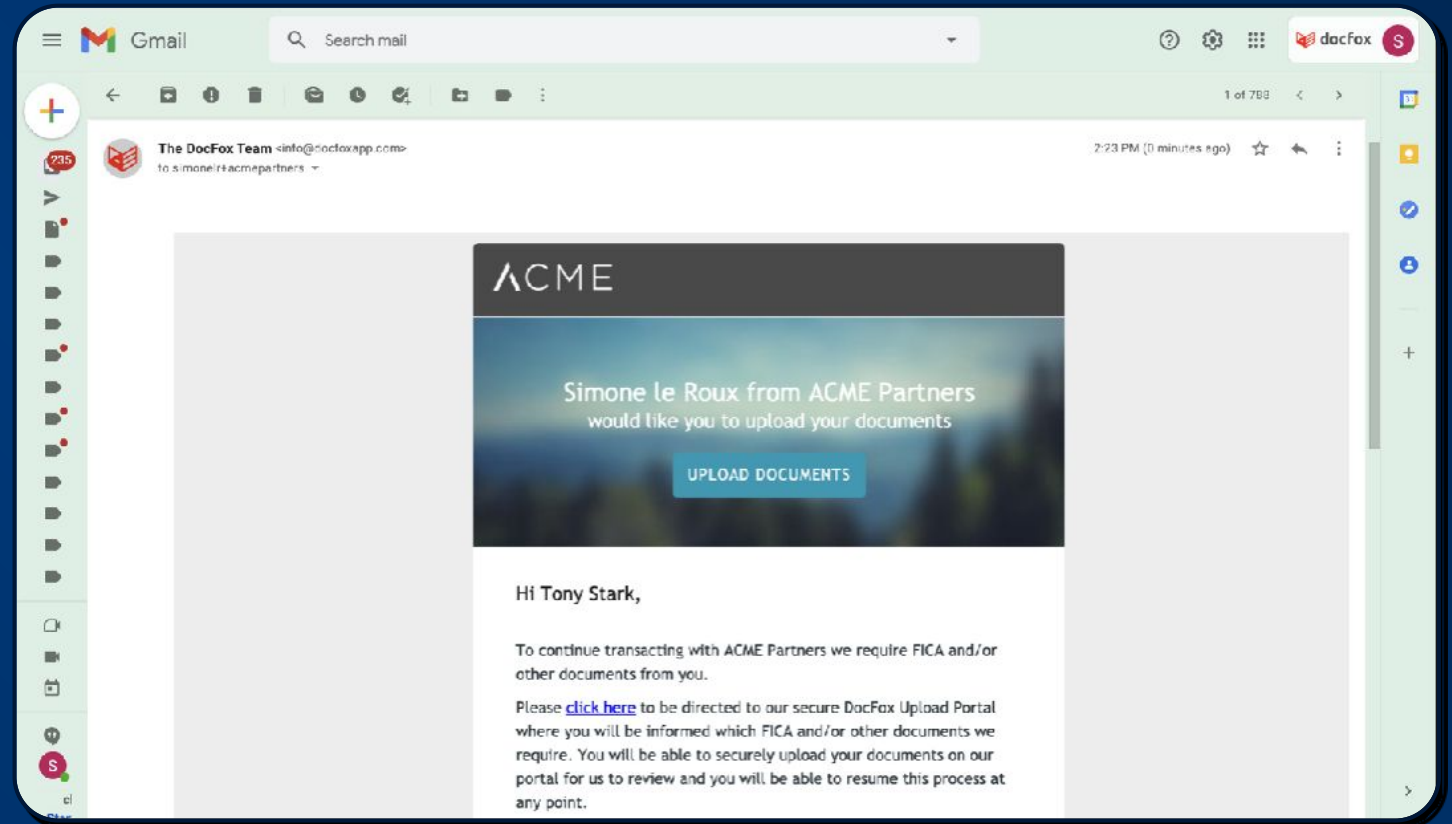 Gmail
Search mail
docfox
S
1 of 788
235
The DocFox Team <info@docfoxapp.com>
2:23 PM (0 minutes ago)
to simonelr+acmepartners
ACME
Simone le Roux from ACME Partners
would like you to upload your documents
UPLOAD DOCUMENTS
Hi Tony Stark,
To continue transacting with ACME Partners we require FICA and/or
other documents from you.
Please click here to be directed to our secure DocFox Upload Portal
where you will be informed which FICA and/or other documents we
require. You will be able to securely upload your documents on our
portal for us to review and you will be able to resume this process at
any point.
S